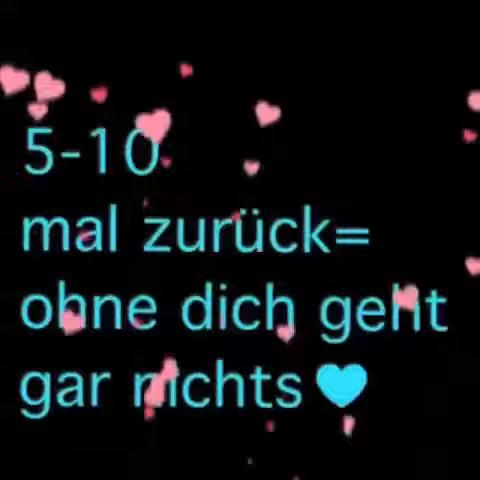 5-10
mal zurück=
ohne dich geht
gar nichts🩵